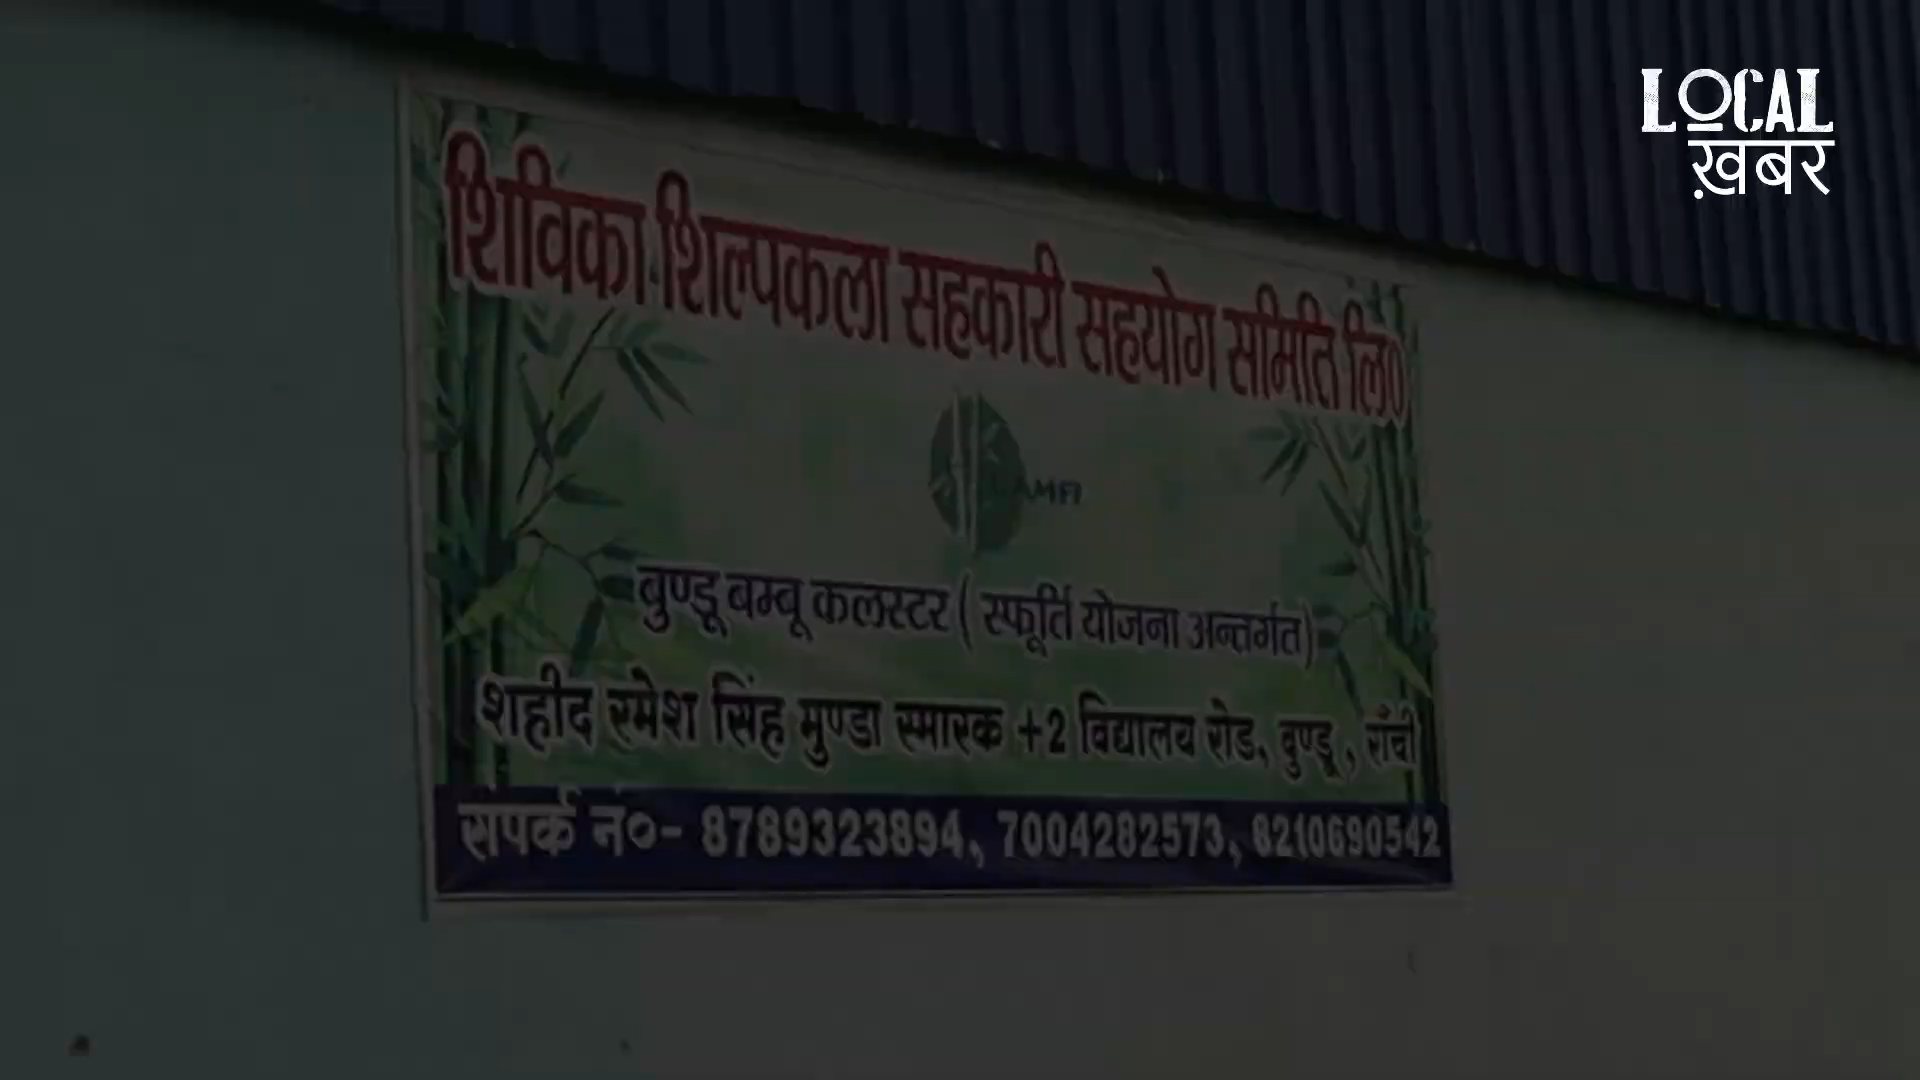 LOCAL
ख़बर
शिविका शिल्पकला सहकारी सहयोग समिति लि०
बुण्डू बम्बू कलस्टर ( स्फूर्ति योजना अन्तर्गत)
शहीद रमेश सिंह मुण्डा स्मारक +2 विद्यालय रोड, बुण्डू , राँची
संपर्क नं०- 8789323894, 7004282573, 8210690542